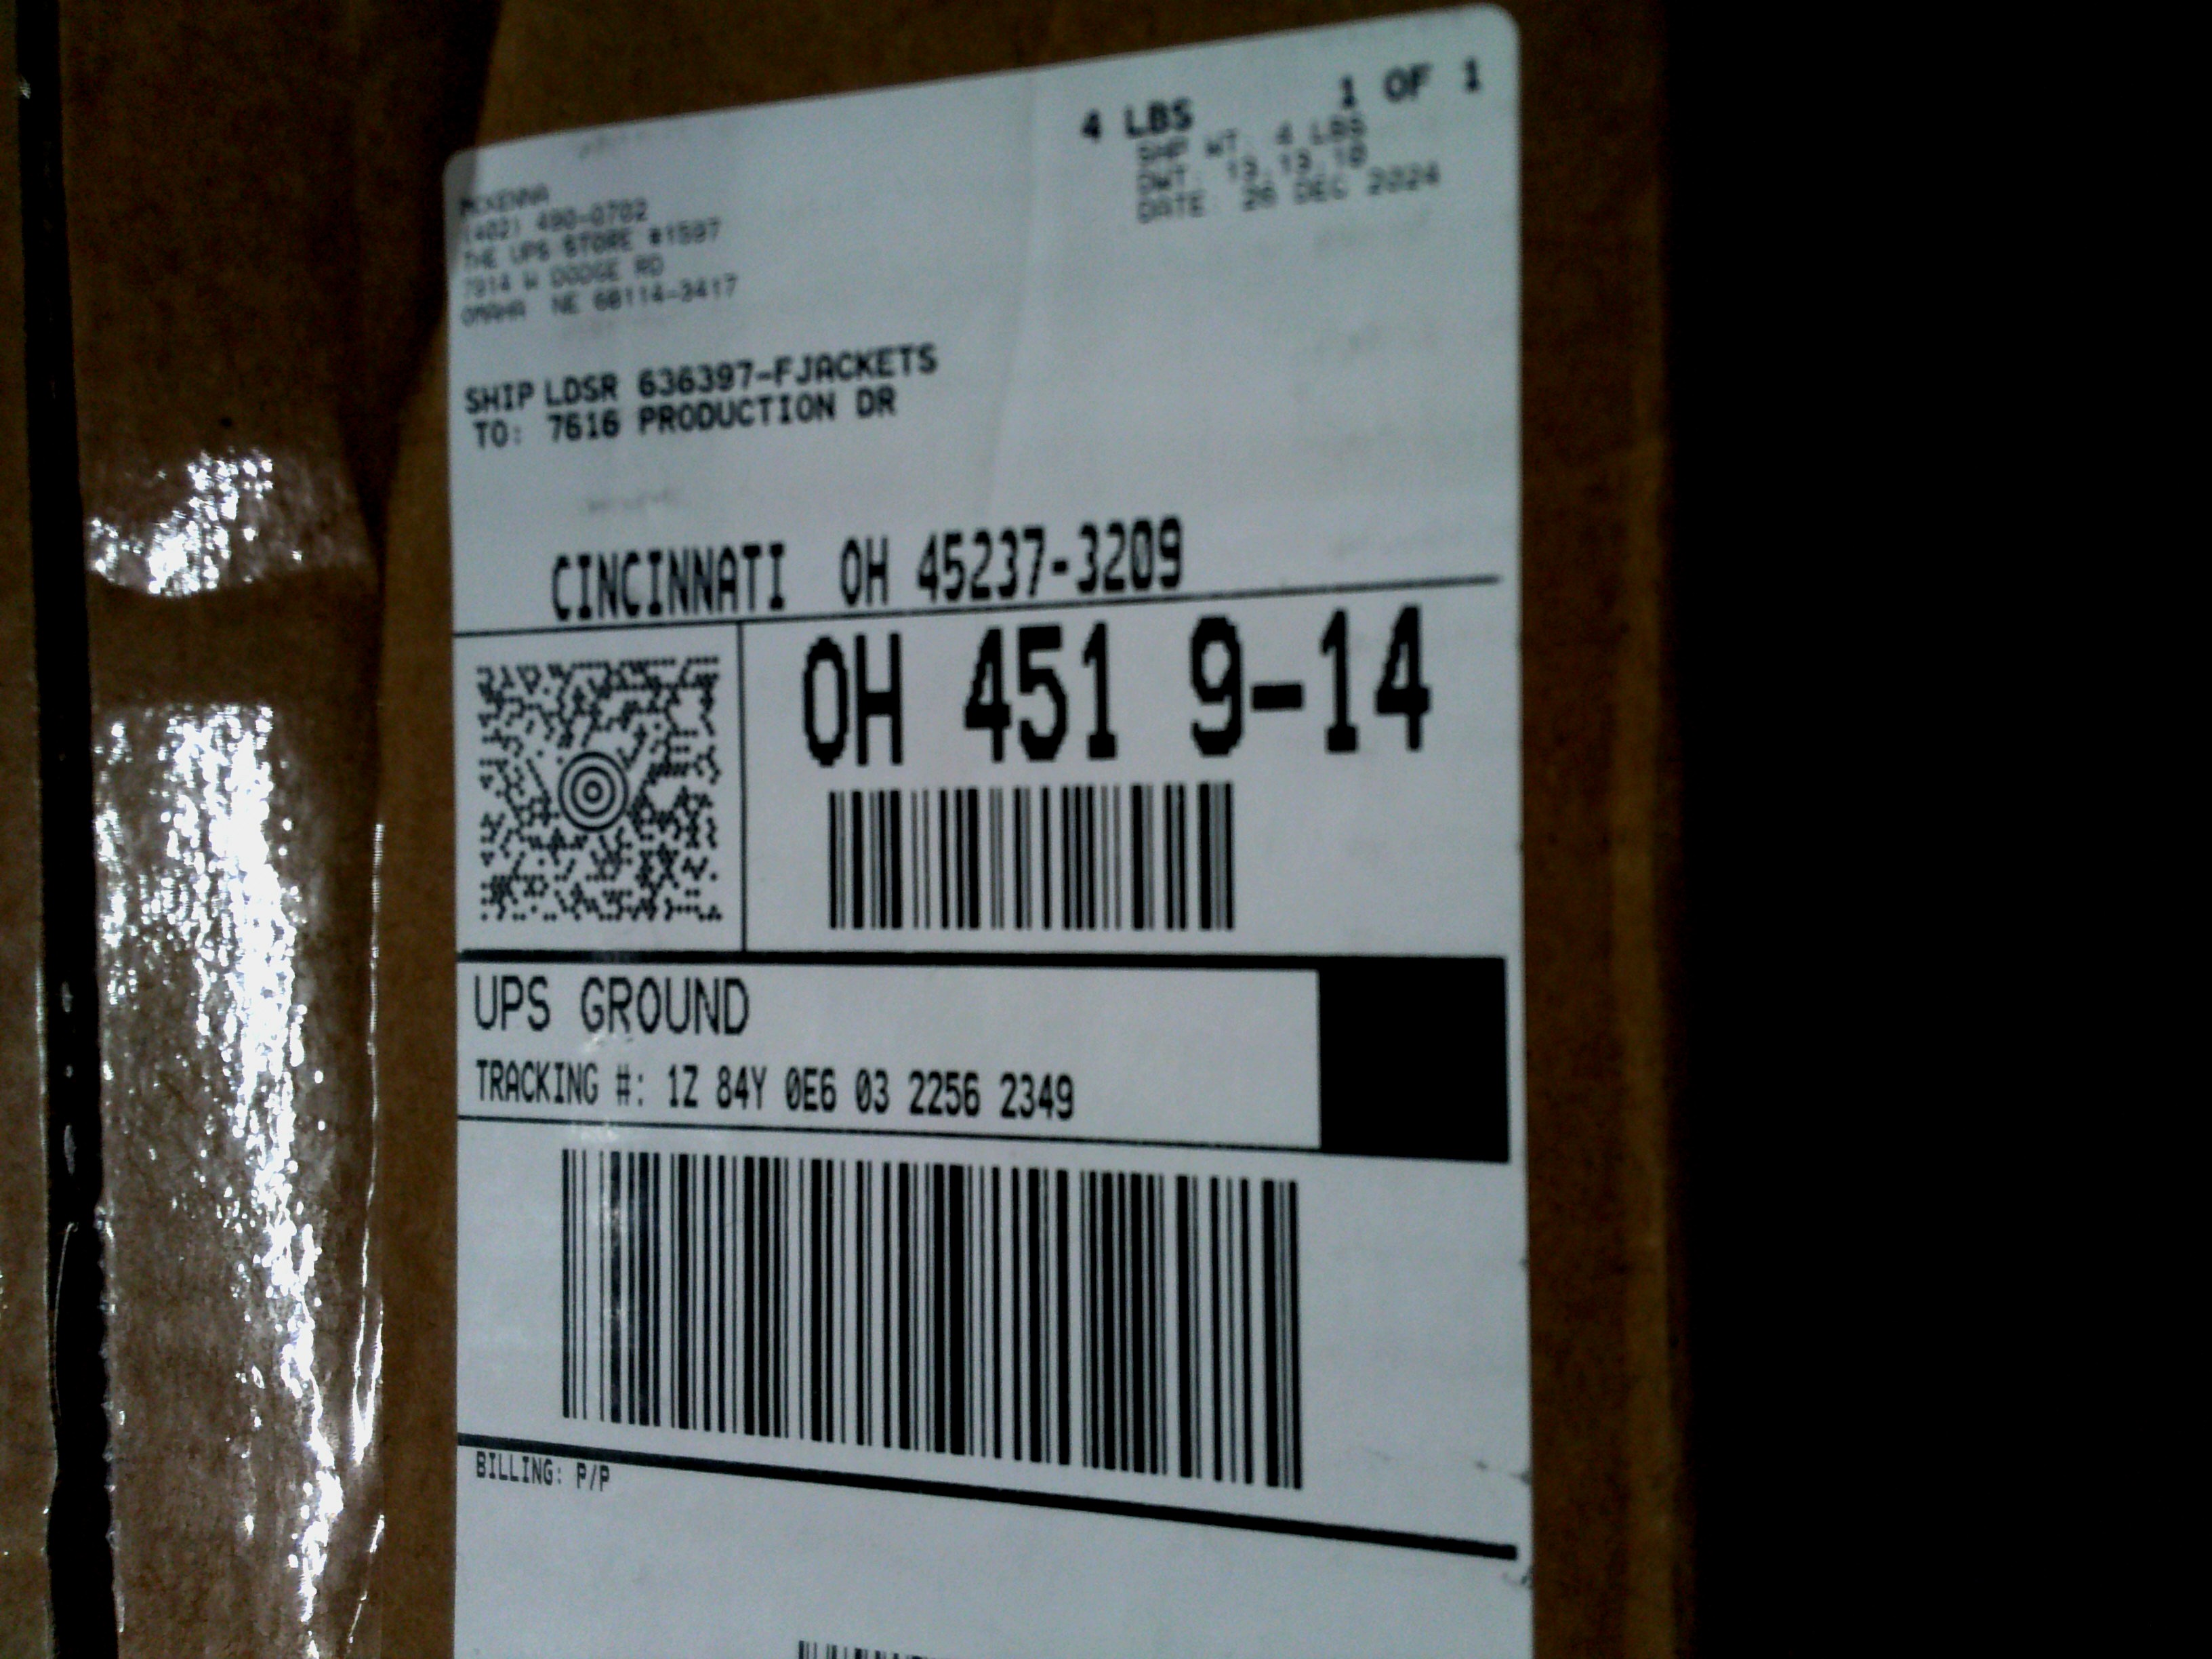 4 LBS 1 OF 1
SHP WT: 4 LBS
DWT: 13,13,10
DATE: 26 DEC 2024
MCKENNA
(402) 490-0702
THE UPS STORE #1597
7914 W DODGE RD
OMAHA NE 68114-3417
SHIP LDSR 636397-FJACKETS
TO: 7616 PRODUCTION DR
CINCINNATI OH 45237-3209
OH 451 9-14
UPS GROUND
TRACKING #: 1Z 84Y 0E6 03 2256 2349
BILLING: P/P